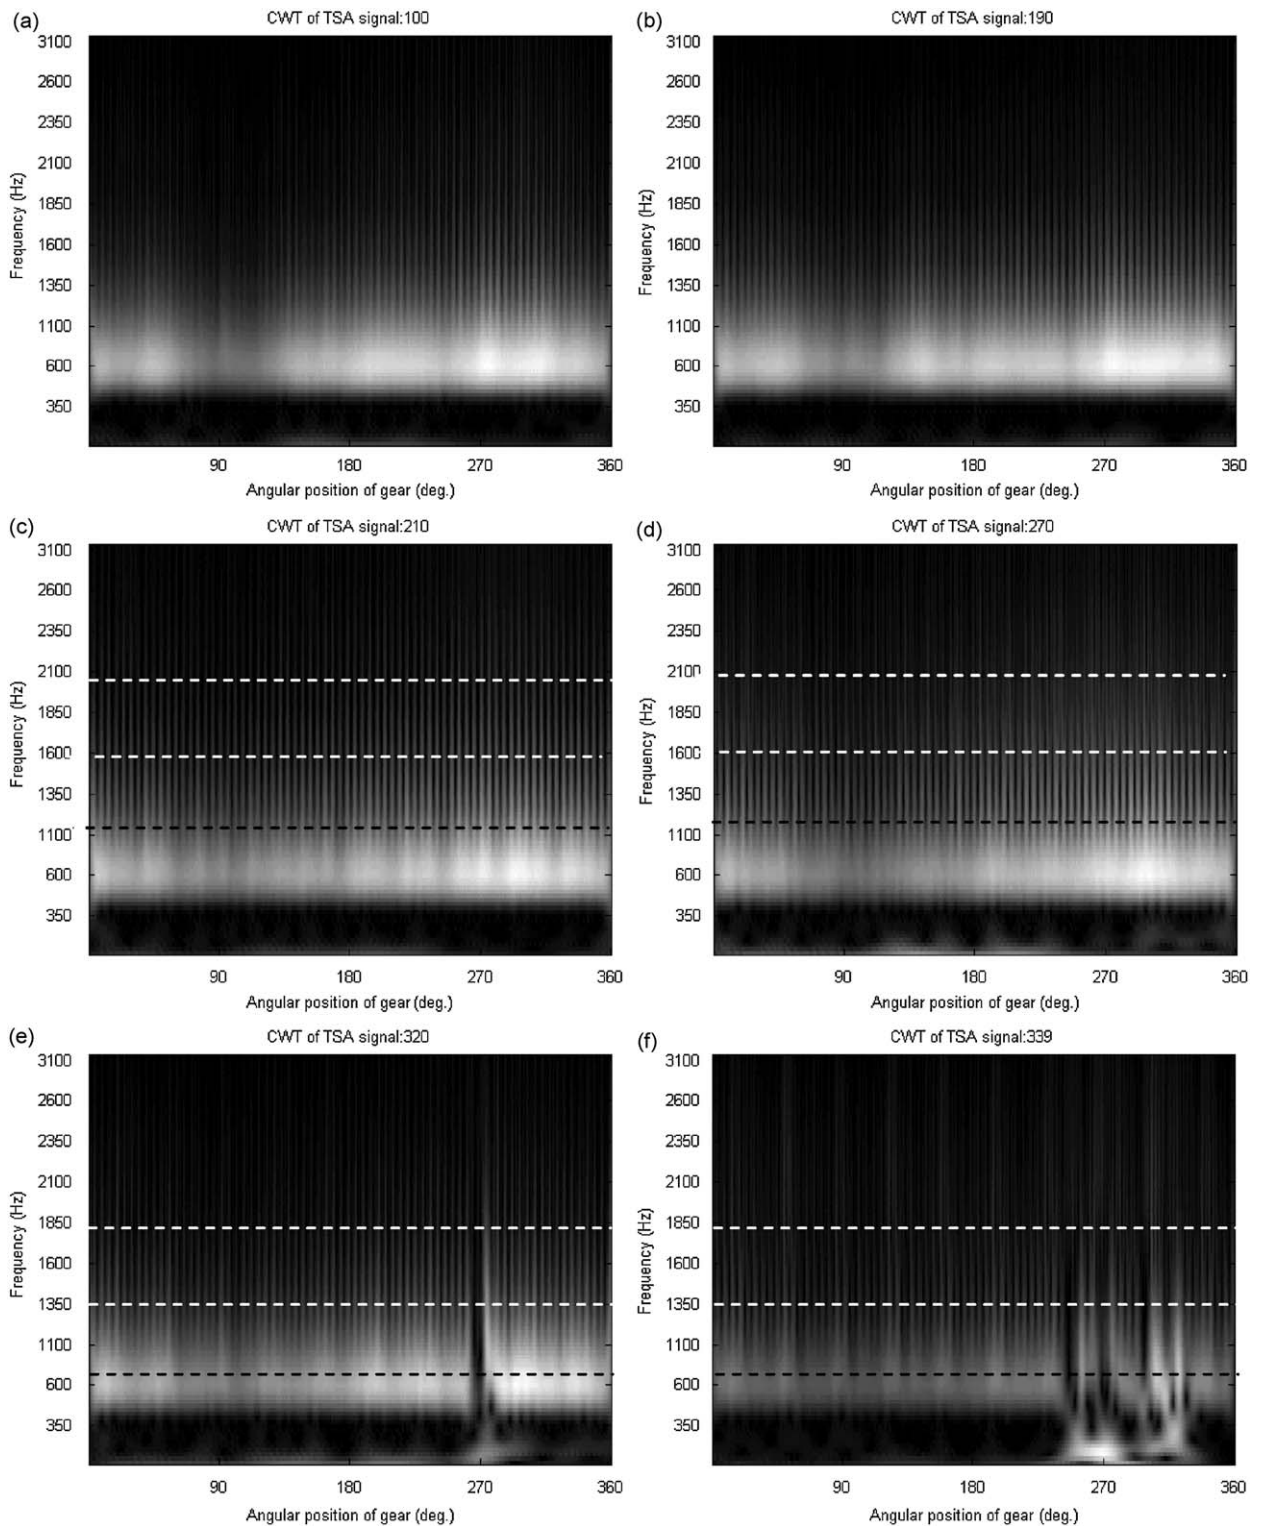 (a)
CWT of TSA signal:100
3100
2600
2350
2100
1850
1600
1350
1100
600
350
Frequency (Hz)
90 180 270 360
Angular position of gear (deg.)
(b)
CWT of TSA signal:190
3100
2600
2350
2100
1850
1600
1350
1100
600
350
Frequency (Hz)
90 180 270 360
Angular position of gear (deg.)
(c)
CWT of TSA signal:210
3100
2600
2350
2100
1850
1600
1350
1100
600
350
Frequency (Hz)
90 180 270 360
Angular position of gear (deg.)
(d)
CWT of TSA signal:270
3100
2600
2350
2100
1850
1600
1350
1100
600
350
Frequency (Hz)
90 180 270 360
Angular position of gear (deg.)
(e)
CWT of TSA signal:320
3100
2600
2350
2100
1850
1600
1350
1100
600
350
Frequency (Hz)
90 180 270 360
Angular position of gear (deg.)
(f)
CWT of TSA signal:339
3100
2600
2350
2100
1850
1600
1350
1100
600
350
Frequency (Hz)
90 180 270 360
Angular position of gear (deg.)